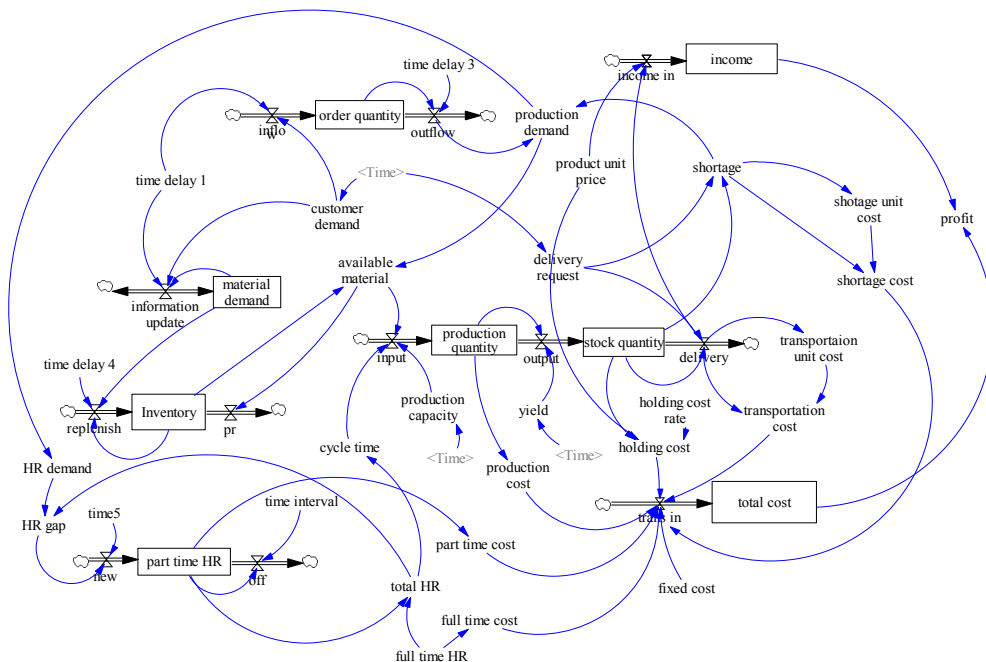 time delay 3
income
income in
order quantity
inflo
w
outflow
production
demand
product unit
price
shortage
time delay 1
<Time>
customer
demand
shotage unit
cost
profit
available
material
delivery
request
shortage cost
material
demand
information
update
production
quantity
stock quantity
input
output
delivery
transportaion
unit cost
time delay 4
Inventory
replenish
pr
production
capacity
yield
holding cost
rate
transportation
cost
cycle time
<Time>
<Time>
holding cost
HR demand
production
cost
total cost
trans in
HR gap
time5
time interval
part time cost
part time HR
new
off
total HR
fixed cost
full time cost
full time HR